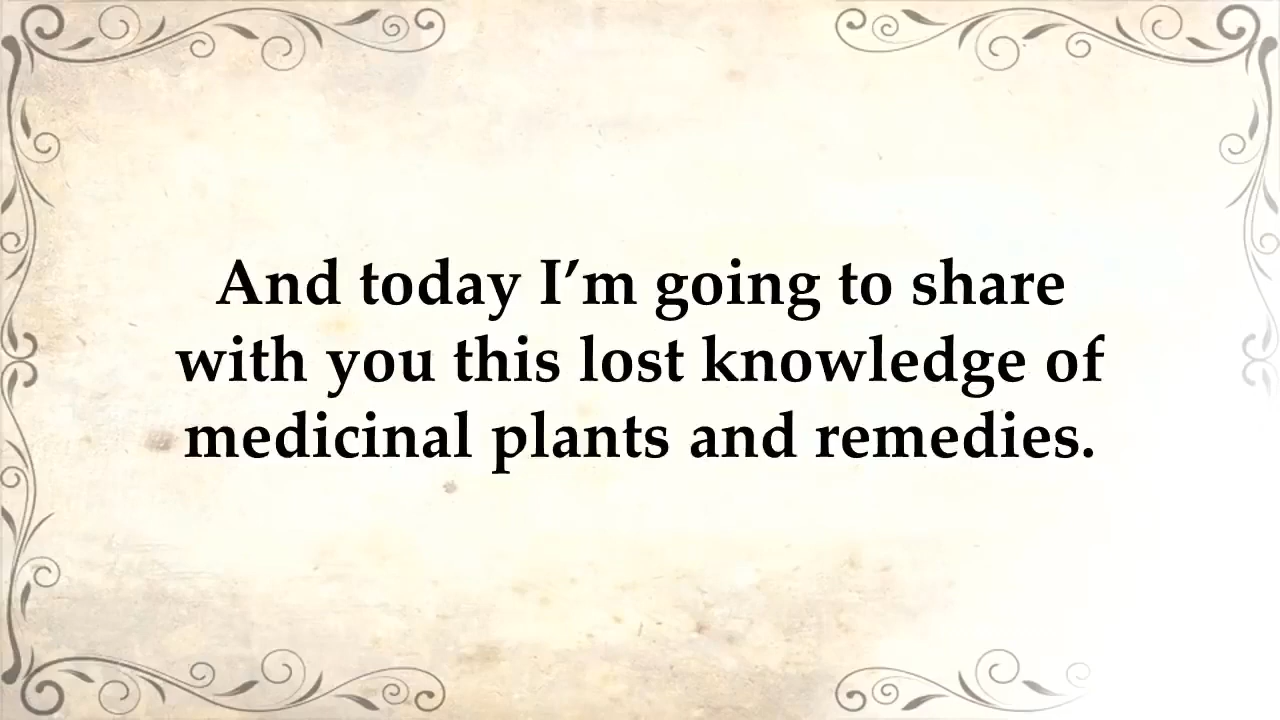 And today I’m going to share
with you this lost knowledge of
medicinal plants and remedies.